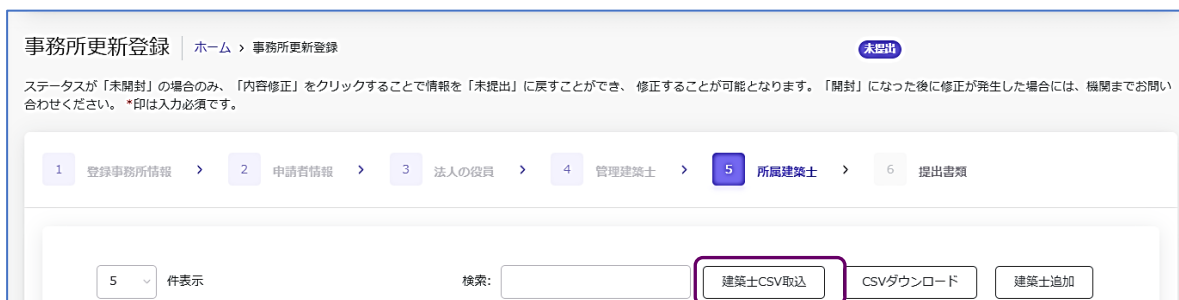 事務所更新登録 ホーム > 事務所更新登録 未提出
ステータスが「未開封」の場合のみ、「内容修正」をクリックすることで情報を「未提出」に戻すことができ、 修正することが可能となります。「開封」になった後に修正が発生した場合には、機関までお問い
合わせください。 *印は入力必須です。
1 登録事務所情報 > 2 申請者情報 > 3 法人の役員 > 4 管理建築士 > 5 所属建築士 > 6 提出書類
5 件表示 検索: 建築士CSV取込 CSVダウンロード 建築士追加